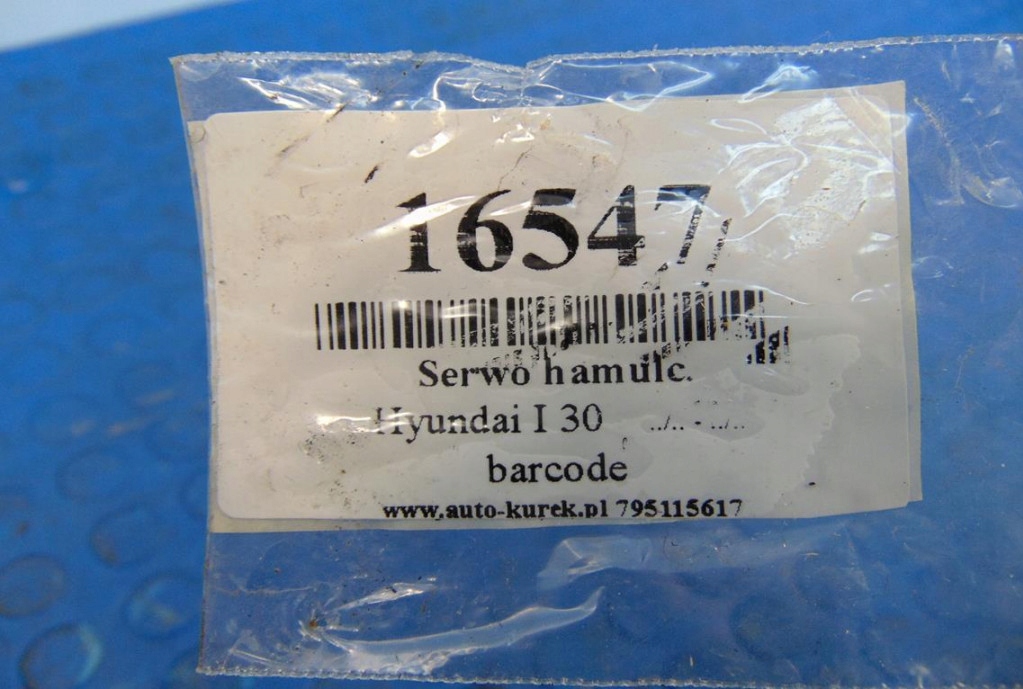 16547
Serwo hamulc.
Hyundai I 30 ../.. - ../..
barcode
www.auto-kurek.pl 795115617